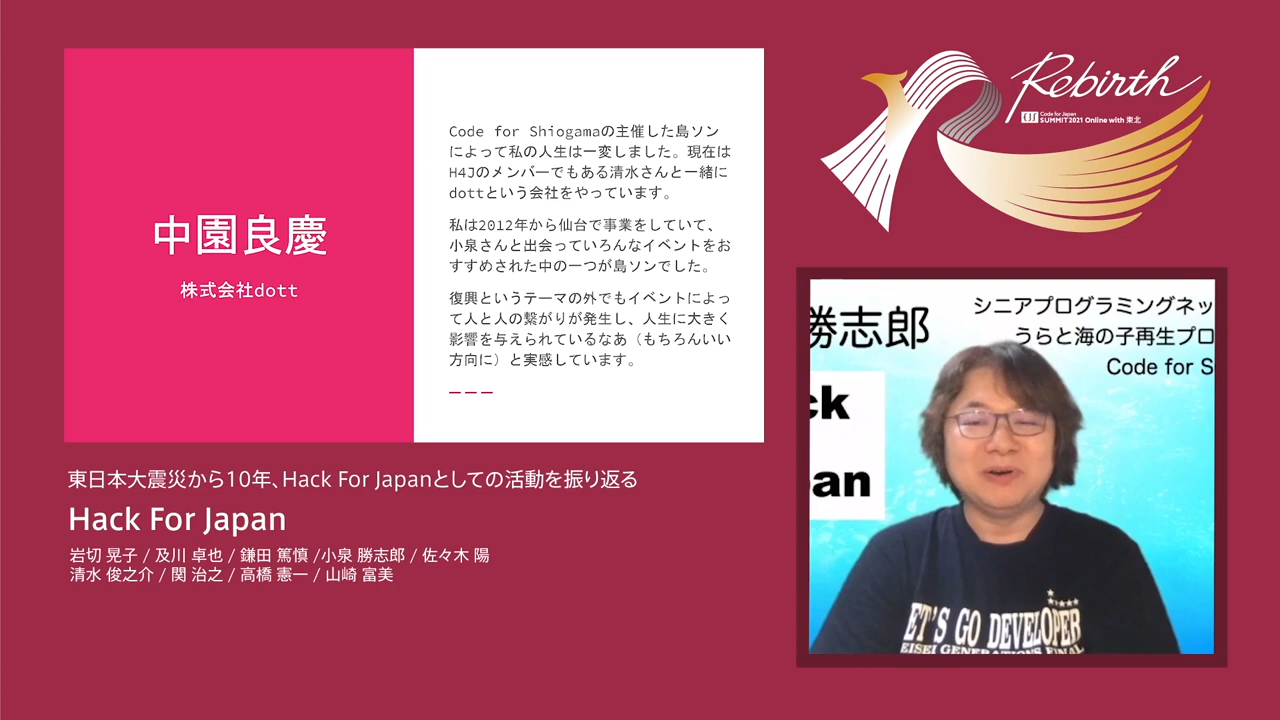 中園良慶
株式会社dott
Code for Shiogamaの主催した島ソン
によって私の人生は一変しました。現在は
H4Jのメンバーでもある清水さんと一緒に
dottという会社をやっています。
私は2012年から仙台で事業をしていて、
小泉さんと出会っていろんなイベントをお
すすめされた中の一つが島ソンでした。
復興というテーマの外でもイベントによっ
て人と人の繋がりが発生し、人生に大きく
影響を与えられているなあ（もちろんいい
方向に）と実感しています。
Rebirth
Code for Japan
SUMMIT2021 Online with 東北
勝志郎
シニアプログラミングネッ
うらと海の子再生プロ
Code for S
ck
pan
LET'S GO DEVELOPER
EISEI GENERATIONS FINAL
東日本大震災から10年、Hack For Japanとしての活動を振り返る
Hack For Japan
岩切 晃子 / 及川 卓也 / 鎌田 篤慎 /小泉 勝志郎 / 佐々木 陽
清水 俊之介 / 関 治之 / 高橋 憲一 / 山崎 富美